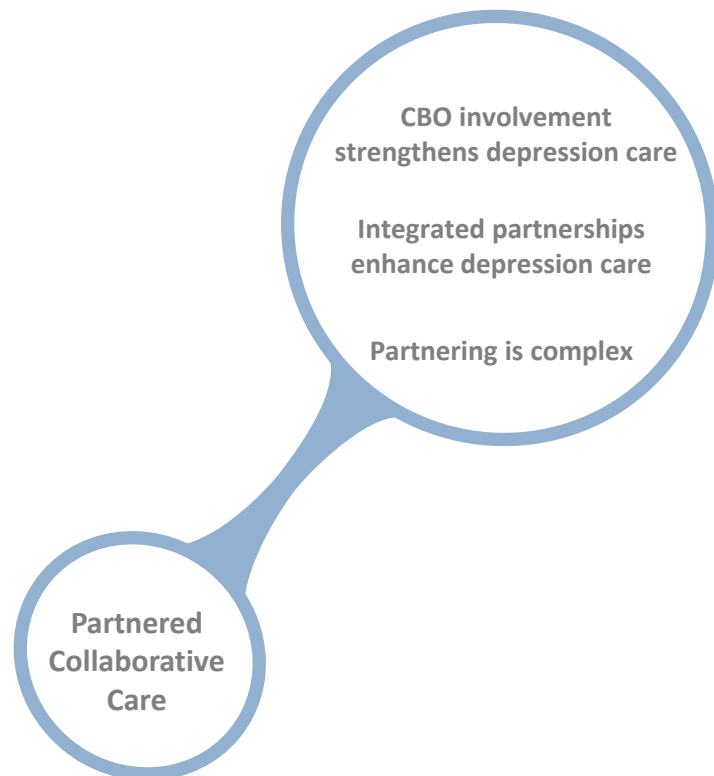 CBO involvement
strengthens depression care
Integrated partnerships
enhance depression care
Partnering is complex
Partnered
Collaborative
Care